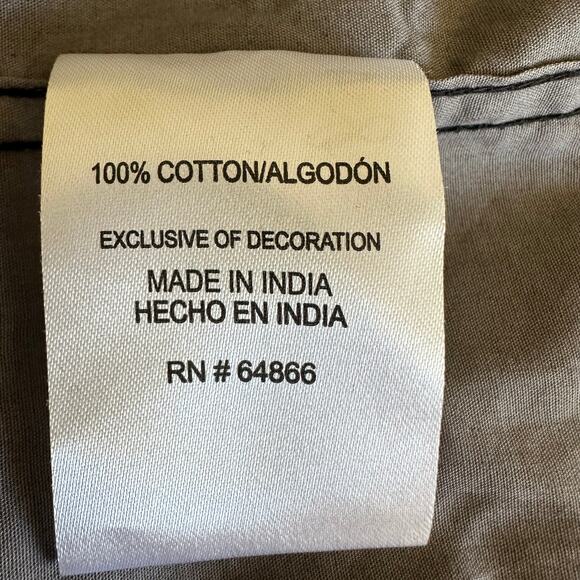 100% COTTON/ALGODÓN
EXCLUSIVE OF DECORATION
MADE IN INDIA
HECHO EN INDIA
RN # 64866